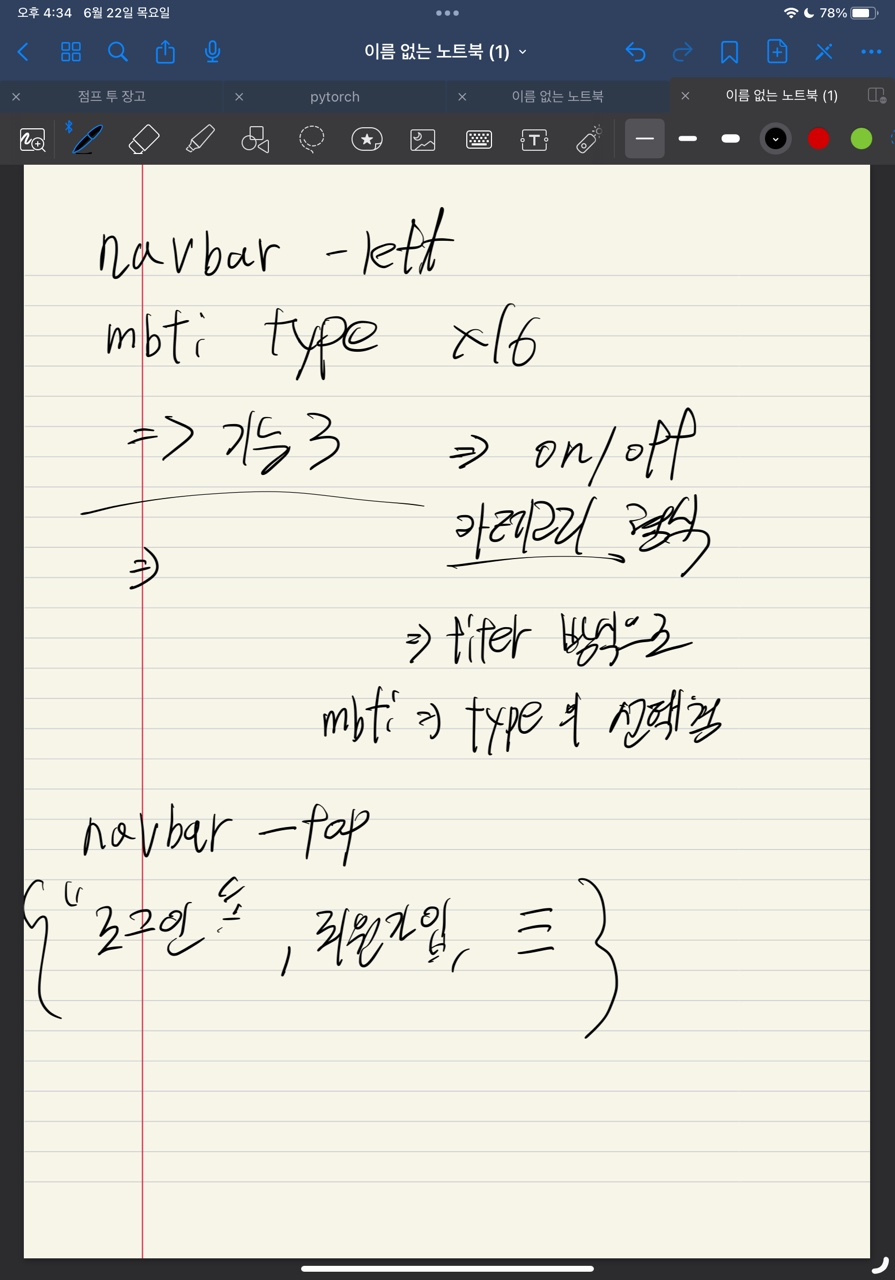 오후 4:34 6월 22일 목요일
78%
이름 없는 노트북 (1)
점프 투 장고
pytorch
이름 없는 노트북
이름 없는 노트북 (1)
navbar -left
mbti type x16
=> 기능3 => on/off
카테고리 형식
=>
=> filter 방식으로
mbti => type의 선택
navbar -top
로그인, 회원가입,